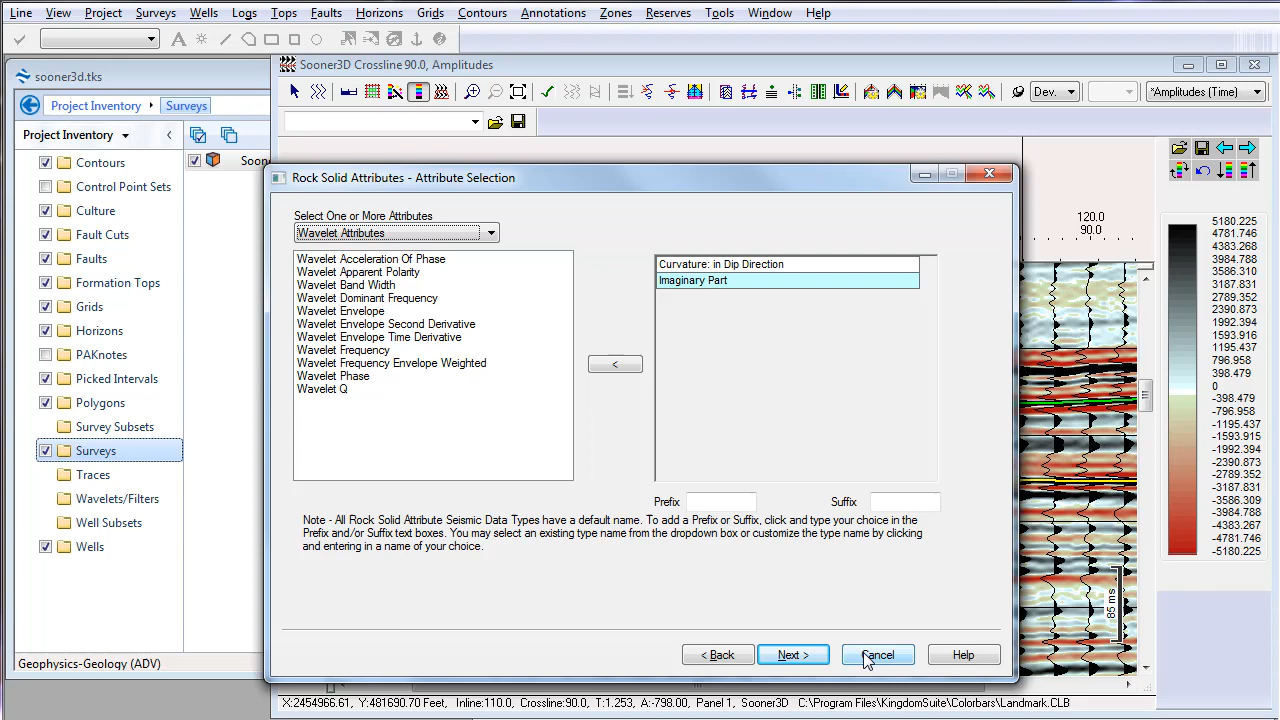 Line View Project Surveys Wells Logs Tops Faults Horizons Grids Contours Annotations Zones Reserves Tools Window Help
sooner3d.tks
Project Inventory Surveys
Project Inventory
Contours
Control Point Sets
Culture
Fault Cuts
Faults
Formation Tops
Grids
Horizons
PAKnotes
Picked Intervals
Polygons
Survey Subsets
Surveys
Traces
Wavelets/Filters
Well Subsets
Wells
Geophysics-Geology (ADV)
Soon
Sooner3D Crossline 90.0, Amplitudes
Dev...
*Amplitudes (Time)
Rock Solid Attributes - Attribute Selection
Select One or More Attributes
Wavelet Attributes
Wavelet Acceleration Of Phase
Wavelet Apparent Polarity
Wavelet Band Width
Wavelet Dominant Frequency
Wavelet Envelope
Wavelet Envelope Second Derivative
Wavelet Envelope Time Derivative
Wavelet Frequency
Wavelet Frequency Envelope Weighted
Wavelet Phase
Wavelet Q
<
Curvature: in Dip Direction
Imaginary Part
Prefix Suffix
Note - All Rock Solid Attribute Seismic Data Types have a default name. To add a Prefix or Suffix, click and type your choice in the
Prefix and/or Suffix text boxes. You may select an existing type name from the dropdown box or customize the type name by clicking
and entering in a name of your choice.
< Back Next > Cancel Help
120.0
90.0
85 ms
5180.225
4781.746
4383.268
3984.788
3586.310
3187.831
2789.352
2390.873
1992.394
1593.915
1195.437
796.958
398.479
0
-398.479
-796.958
-1195.437
-1593.915
-1992.394
-2390.873
-2789.352
-3187.831
-3586.309
-3984.788
-4383.267
-4781.746
-5180.225
X:2454966.61, Y:481690.70 Feet, Inline:110.0, Crossline:90.0, T:1.253, A:-798.00, Panel 1, Sooner3D C:\Program Files\KingdomSuite\Colorbars\Landmark.CLB